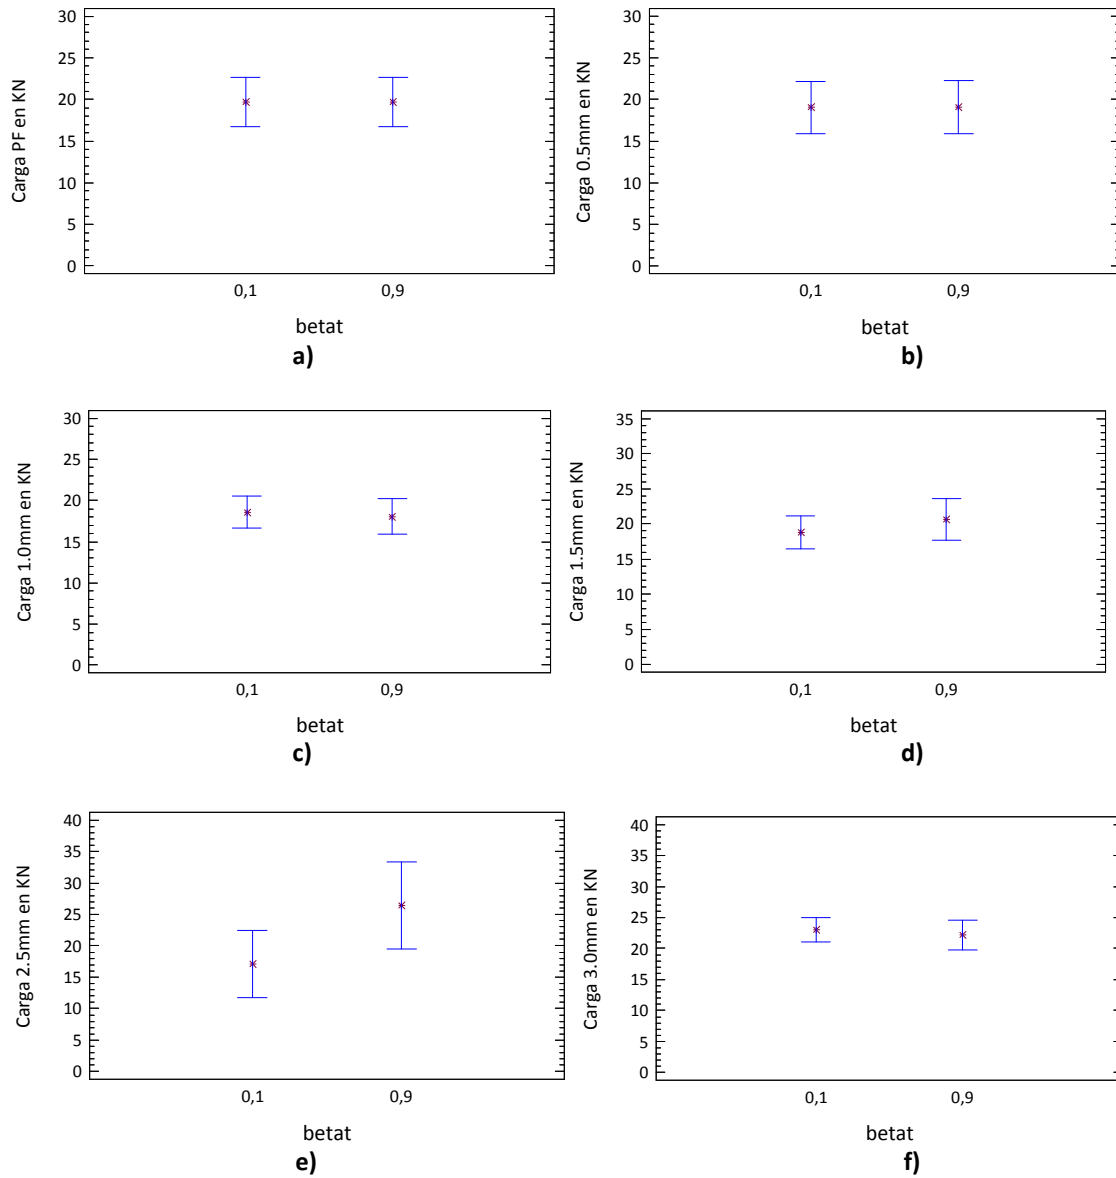 Carga PF en KN
30
25
20
15
10
5
0
0,1 0,9
betat
a)
Carga 0.5mm en KN
30
25
20
15
10
5
0
0,1 0,9
betat
b)
Carga 1.0mm en KN
30
25
20
15
10
5
0
0,1 0,9
betat
c)
Carga 1.5mm en KN
35
30
25
20
15
10
5
0
0,1 0,9
betat
d)
Carga 2.5mm en KN
40
35
30
25
20
15
10
5
0
0,1 0,9
betat
e)
Carga 3.0mm en KN
40
35
30
25
20
15
10
5
0
0,1 0,9
betat
f)